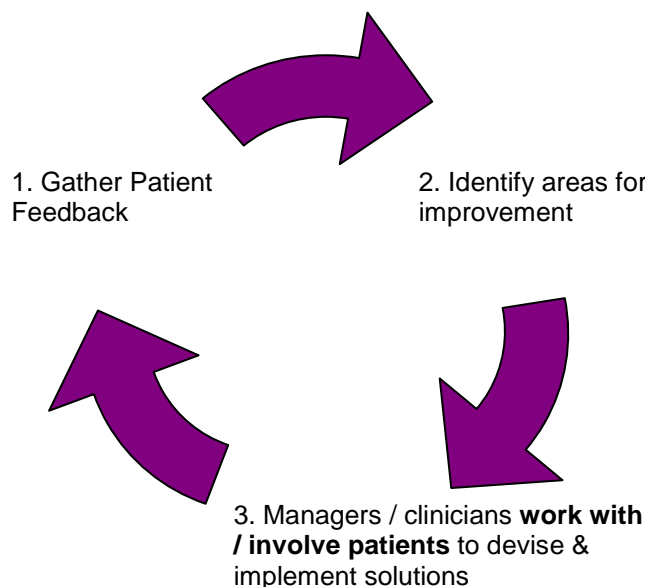 1. Gather Patient
Feedback
2. Identify areas for
improvement
3. Managers / clinicians work with
/ involve patients to devise &
implement solutions